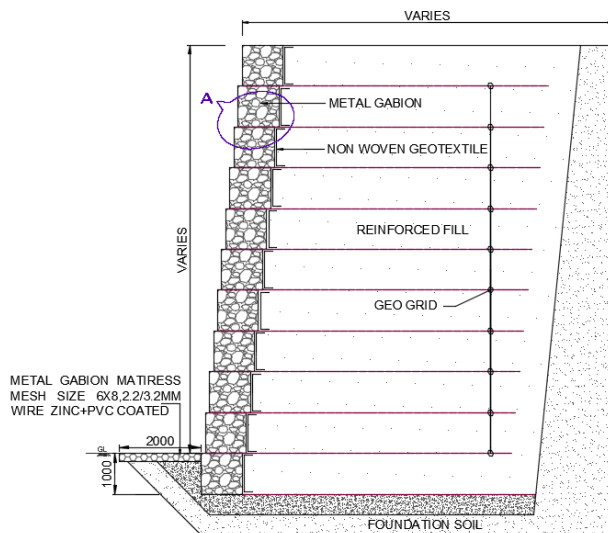 VARIES
A
METAL GABION
NON WOVEN GEOTEXTILE
VARIES
REINFORCED FILL
GEO GRID
METAL GABION MATIRESS
MESH SIZE 6X8,2.2/3.2MM
WIRE ZINC+PVC COATED
2000
GL
1000
FOUNDATION SOIL